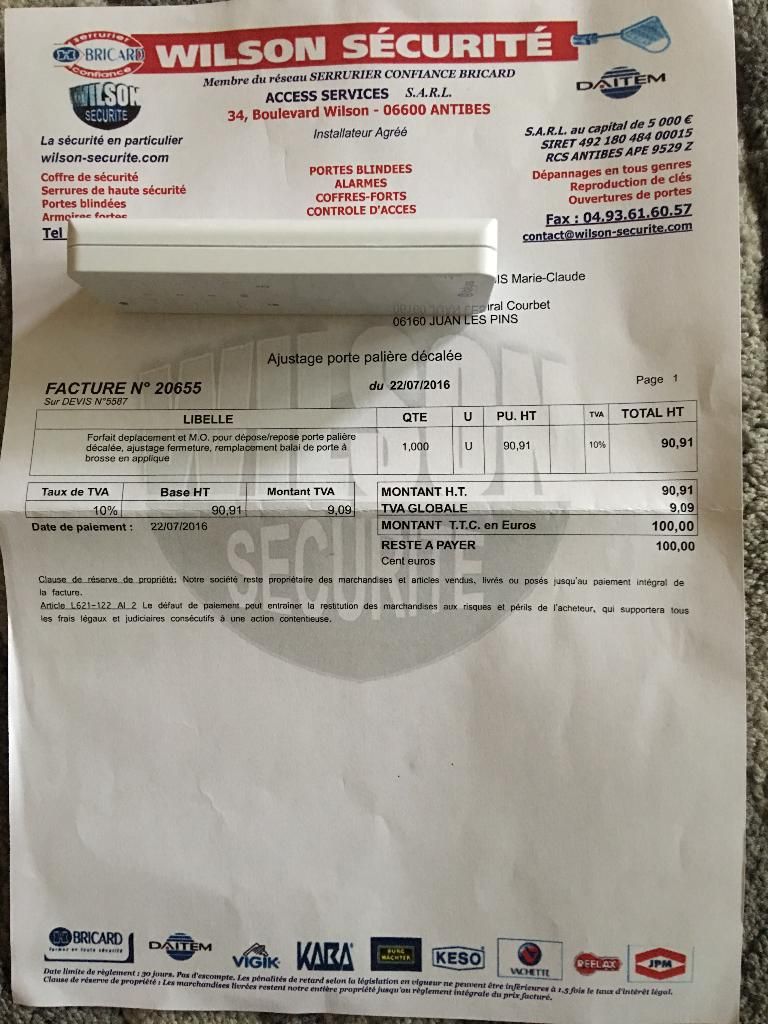 serrurier
BRICARD
confiance
WILSON SÉCURITÉ
Membre du réseau SERRURIER CONFIANCE BRICARD
DAITEM
WILSON
SECURITE
ACCESS SERVICES S.A.R.L.
34, Boulevard Wilson - 06600 ANTIBES
Installateur Agréé
La sécurité en particulier
wilson-securite.com
S.A.R.L. au capital de 5 000 €
SIRET 492 180 484 00015
RCS ANTIBES APE 9529 Z
Coffre de sécurité
Serrures de haute sécurité
Portes blindées
Armoires fortes
Tel
PORTES BLINDEES
ALARMES
COFFRES-FORTS
CONTROLE D'ACCES
Dépannages en tous genres
Reproduction de clés
Ouvertures de portes
Fax : 04.93.61.60.57
contact@wilson-securite.com
IS Marie-Claude
ral Courbet
06160 JUAN LES PINS
Ajustage porte palière décalée
FACTURE N° 20655
du 22/07/2016
Page 1
Sur DEVIS N°5587
LIBELLE QTE U PU. HT TVA TOTAL HT
Forfait deplacement et M.O. pour dépose/repose porte palière
décalée, ajustage fermeture, remplacement balai de porte à
brosse en applique
1,000 U 90,91 10% 90,91
Taux de TVA Base HT Montant TVA
10% 90,91 9,09
Date de paiement : 22/07/2016
MONTANT H.T. 90,91
TVA GLOBALE 9,09
MONTANT T.T.C. en Euros 100,00
RESTE A PAYER 100,00
Cent euros
Clause de réserve de propriété: Notre société reste propriétaire des marchandises et articles vendus, livrés ou posés jusqu'au paiement intégral de
la facture.
Article L621-122 Al 2 Le défaut de paiement peut entrainer la restitution des marchandises aux risques et périls de l'acheteur, qui supportera tous
les frais légaux et judiciaires consécutifs à une action contentieuse.
WILSON
SECURITE
BRICARD
DAITEM
VIGIK
KABA
BURG
WÄCHTER
KESO
VACHETTE
REFLAX
JPM
Date limite de règlement : 30 jours. Pas d'escompte. Les pénalités de retard selon la législation en vigueur ne peuvent être inférieures à 1.5 fois le taux d'intérêt légal.
Clause de réserve de propriété : Les marchandises livrées restent notre entière propriété jusqu'au règlement intégrale du prix facturé.